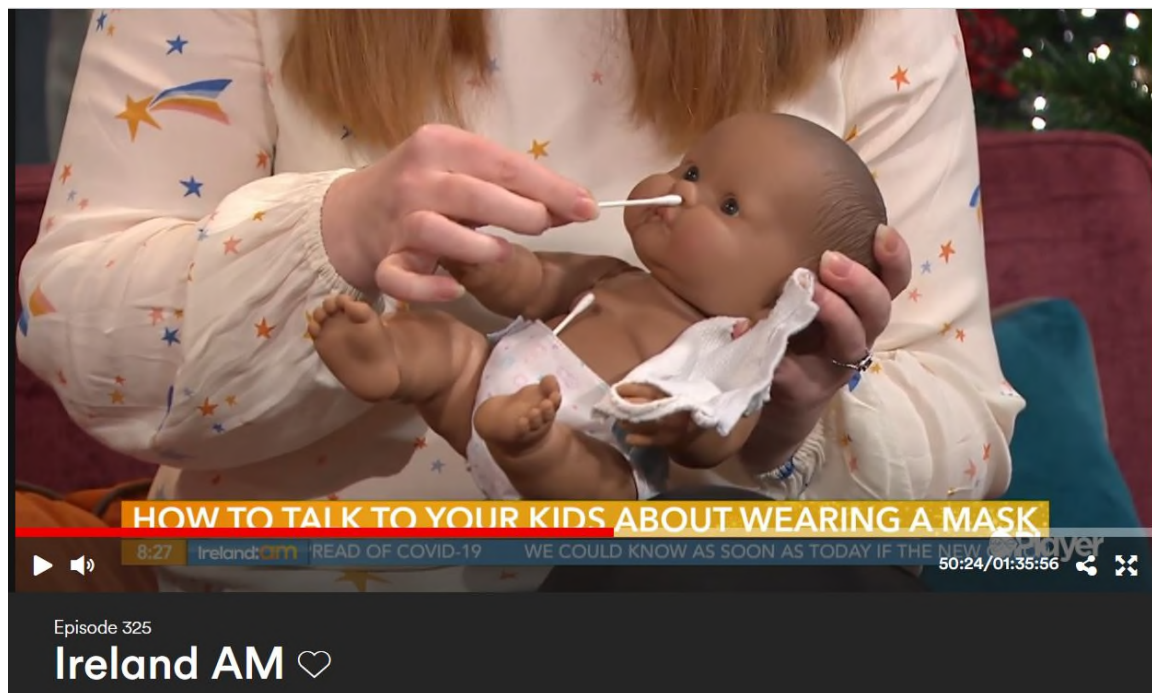 HOW TO TALK TO YOUR KIDS ABOUT WEARING A MASK
8:27 Ireland:am READ OF COVID-19 WE COULD KNOW AS SOON AS TODAY IF THE NEW
Player
50:24/01:35:56
Episode 325
Ireland AM